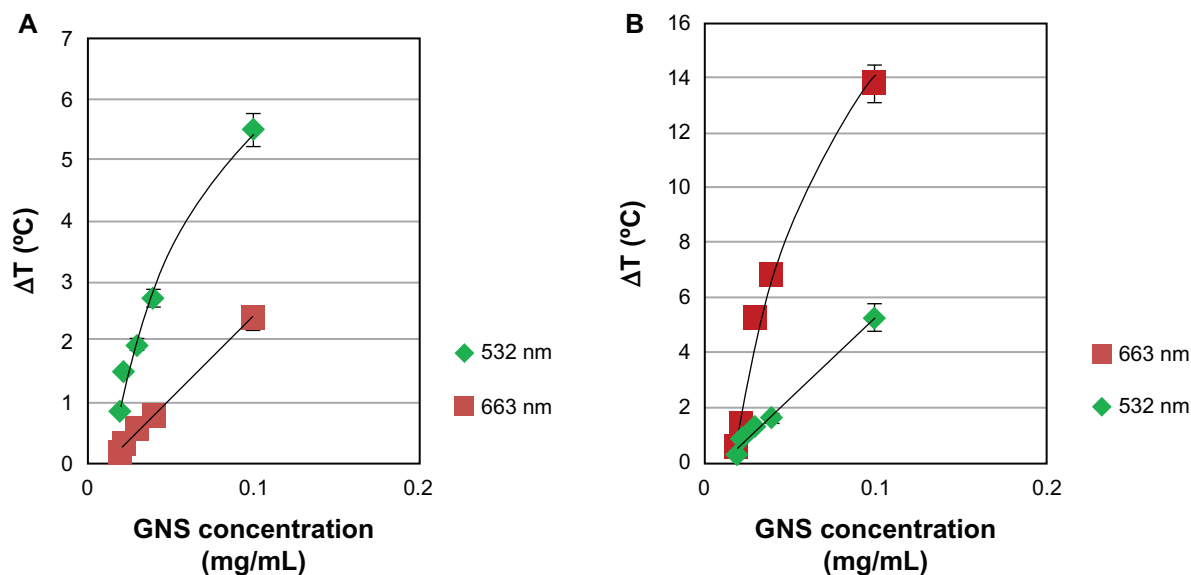 A
7
6
5
4
3
2
1
0
ΔT (ºC)
0
0.1
0.2
GNS concentration
(mg/mL)
532 nm
663 nm
B
16
14
12
10
8
6
4
2
0
ΔT (ºC)
0
0.1
0.2
GNS concentration
(mg/mL)
663 nm
532 nm